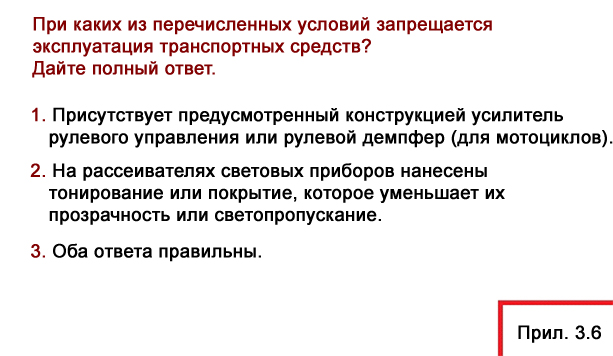 При каких из перечисленных условий запрещается
эксплуатация транспортных средств?
Дайте полный ответ.
1. Присутствует предусмотренный конструкцией усилитель
рулевого управления или рулевой демпфер (для мотоциклов).
2. На рассеивателях световых приборов нанесены
тонирование или покрытие, которое уменьшает их
прозрачность или светопропускание.
3. Оба ответа правильны.
Прил. 3.6